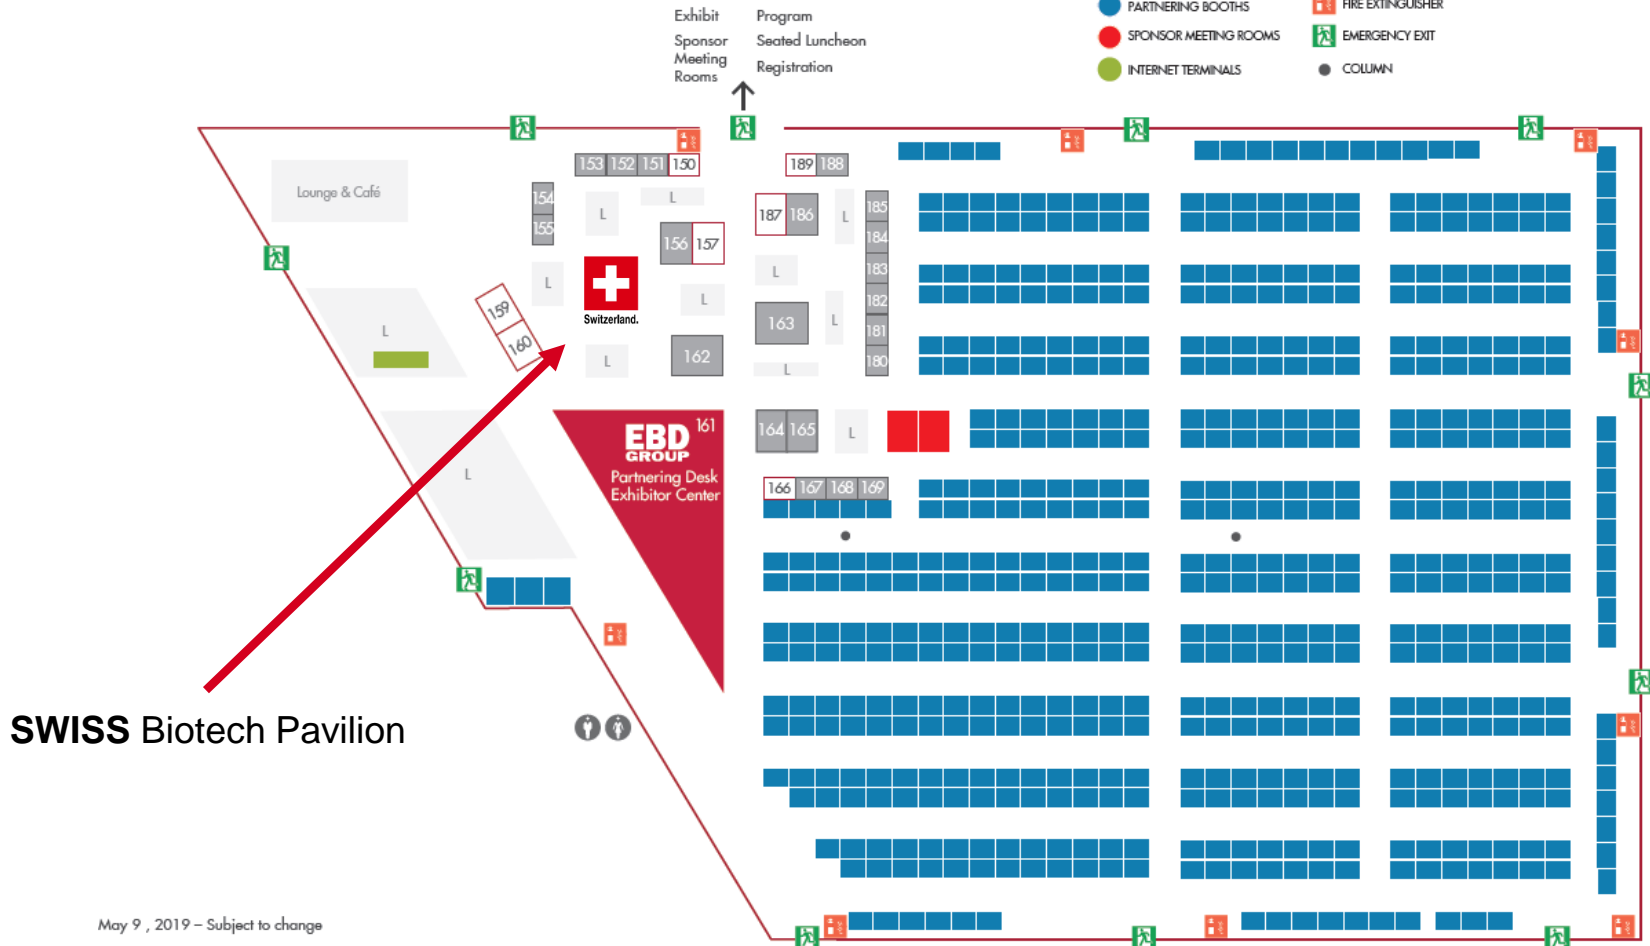 Exhibit
Sponsor
Meeting
Rooms
Program
Seated Luncheon
Registration
PARTNERING BOOTHS
FIRE EXTINGUISHER
SPONSOR MEETING ROOMS
EMERGENCY EXIT
INTERNET TERMINALS
COLUMN
153 152 151 150
189 188
Lounge & Café
154
155
L
L
187 186
L
185
184
183
182
181
180
156 157
L
L
L
Switzerland.
159
160
163
L
L
162
L
L
L
EBD 161
GROUP
Partnering Desk
Exhibitor Center
164 165
L
L
166 167 168 169
SWISS Biotech Pavilion
May 9 , 2019 – Subject to change